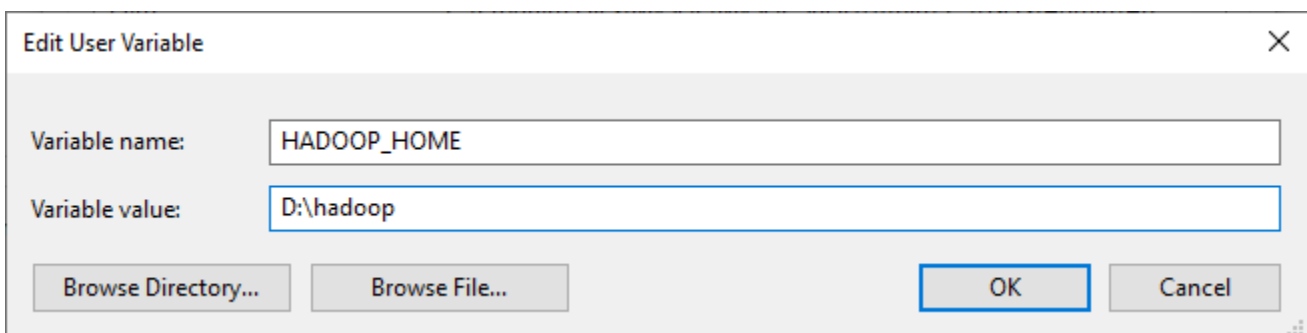 Edit User Variable
Variable name:
HADOOP_HOME
Variable value:
D:\hadoop
Browse Directory...
Browse File...
OK
Cancel